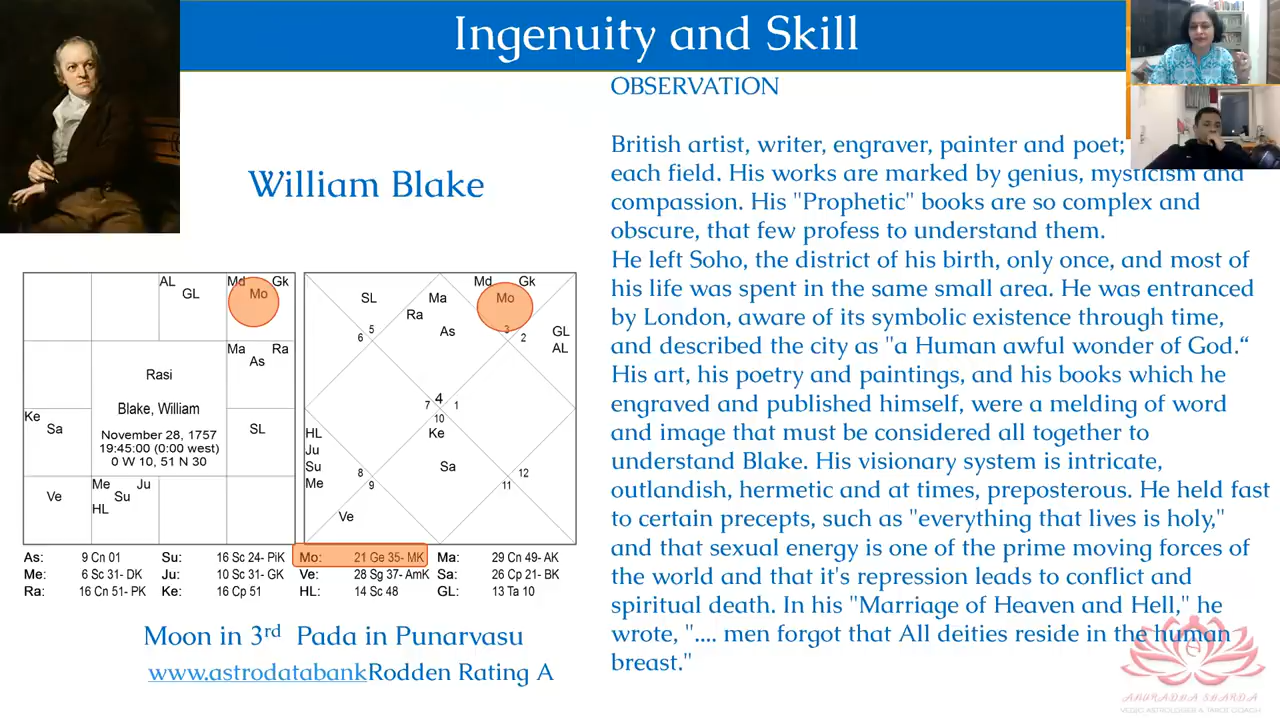 Ingenuity and Skill
William Blake
OBSERVATION
British artist, writer, engraver, painter and poet;
each field. His works are marked by genius, mysticism and
compassion. His "Prophetic" books are so complex and
obscure, that few profess to understand them.
He left Soho, the district of his birth, only once, and most of
his life was spent in the same small area. He was entranced
by London, aware of its symbolic existence through time,
and described the city as "a Human awful wonder of God.“
His art, his poetry and paintings, and his books which he
engraved and published himself, were a melding of word
and image that must be considered all together to
understand Blake. His visionary system is intricate,
outlandish, hermetic and at times, preposterous. He held fast
to certain precepts, such as "everything that lives is holy,"
and that sexual energy is one of the prime moving forces of
the world and that it's repression leads to conflict and
spiritual death. In his "Marriage of Heaven and Hell," he
wrote, ".... men forgot that All deities reside in the human
breast."
AL
GL
Md Gk
Mo
Ma Ra
As
Rasi
Blake, William
November 28, 1757
19:45:00 (0:00 west)
0 W 10, 51 N 30
Ke
Sa
SL
Ve
Me Ju
Su
HL
Md Gk
SL Ma Mo
Ra
As
5
6
3
2
GL
AL
4
7 1
10
HL
Ju
Su
Me
Ke
Sa
8
9
12
11
Ve
As: 9 Cn 01 Su: 16 Sc 24- PiK Mo: 21 Ge 35- MK Ma: 29 Cn 49- AK
Me: 6 Sc 31- DK Ju: 10 Sc 31- GK Ve: 28 Sg 37- AmK Sa: 26 Cp 21- BK
Ra: 16 Cn 51- PK Ke: 16 Cp 51 HL: 14 Sc 48 GL: 13 Ta 10
Moon in 3rd Pada in Punarvasu
www.astrodatabankRodden Rating A
ANURADHA SHARDA
VEDIC ASTROLOGER & TAROT COACH